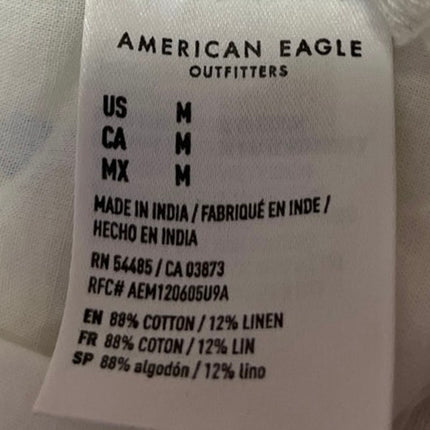 AMERICAN EAGLE
OUTFITTERS
US M
CA M
MX M
MADE IN INDIA / FABRIQUÉ EN INDE /
HECHO EN INDIA
RN 54485 / CA 03873
RFC# AEM120605U9A
EN 88% COTTON / 12% LINEN
FR 88% COTON / 12% LIN
SP 88% algodón / 12% lino